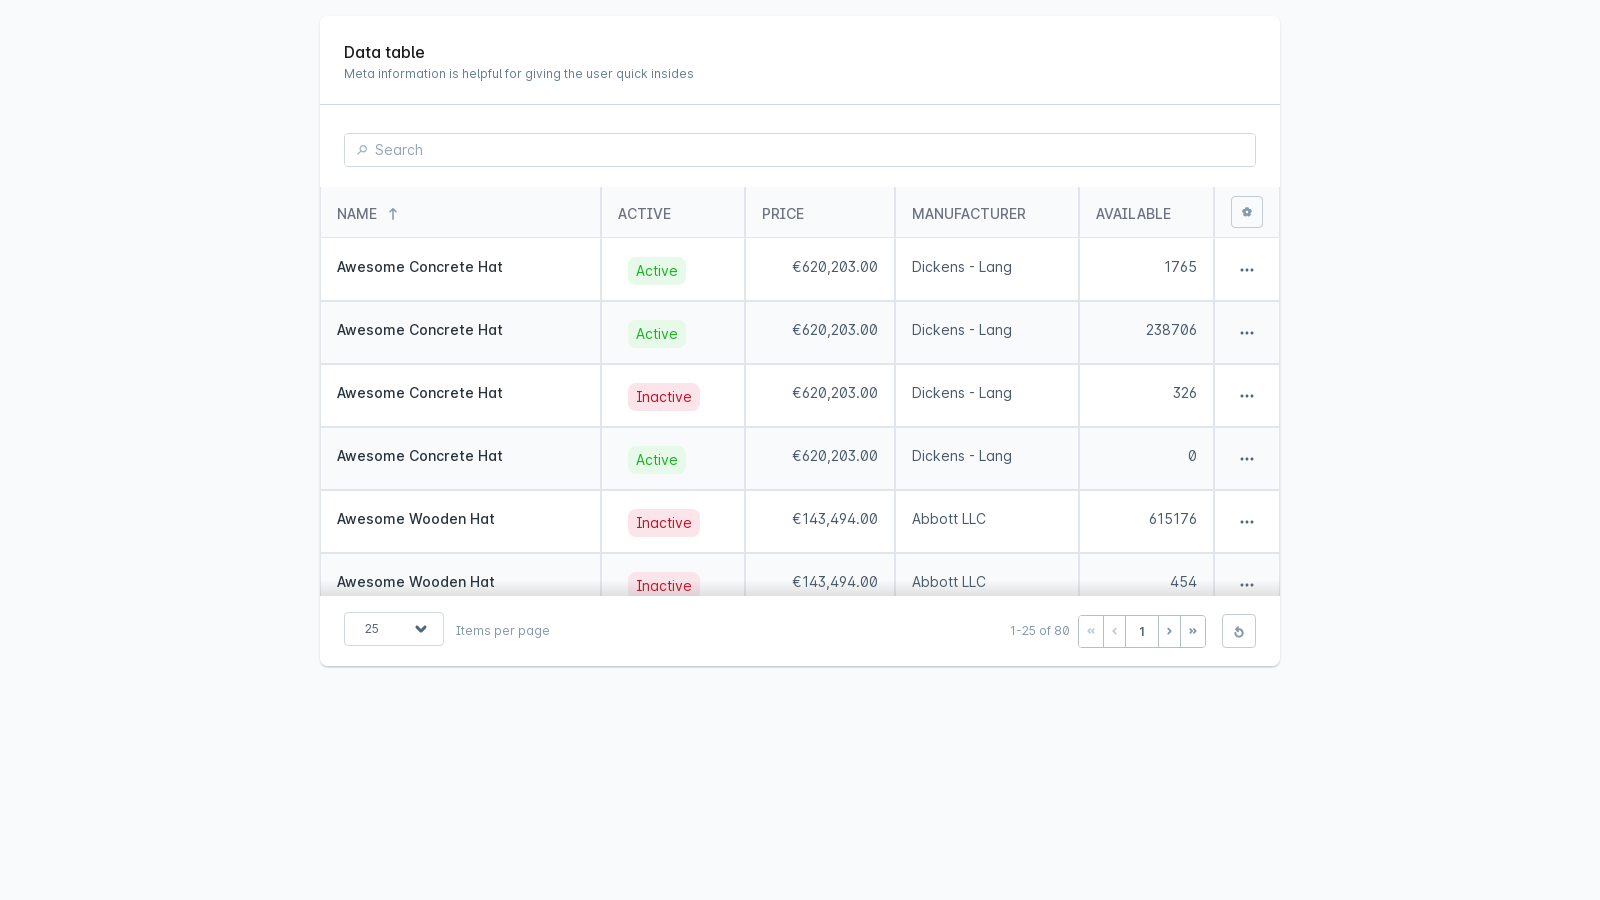 Data table
Meta information is helpful for giving the user quick insides
Search
NAME ACTIVE PRICE MANUFACTURER AVAILABLE
Awesome Concrete Hat Active €620,203.00 Dickens - Lang 1765
Awesome Concrete Hat Active €620,203.00 Dickens - Lang 238706
Awesome Concrete Hat Inactive €620,203.00 Dickens - Lang 326
Awesome Concrete Hat Active €620,203.00 Dickens - Lang 0
Awesome Wooden Hat Inactive €143,494.00 Abbott LLC 615176
Awesome Wooden Hat Inactive €143,494.00 Abbott LLC 454
25 Items per page 1-25 of 80 « ‹ 1 › »